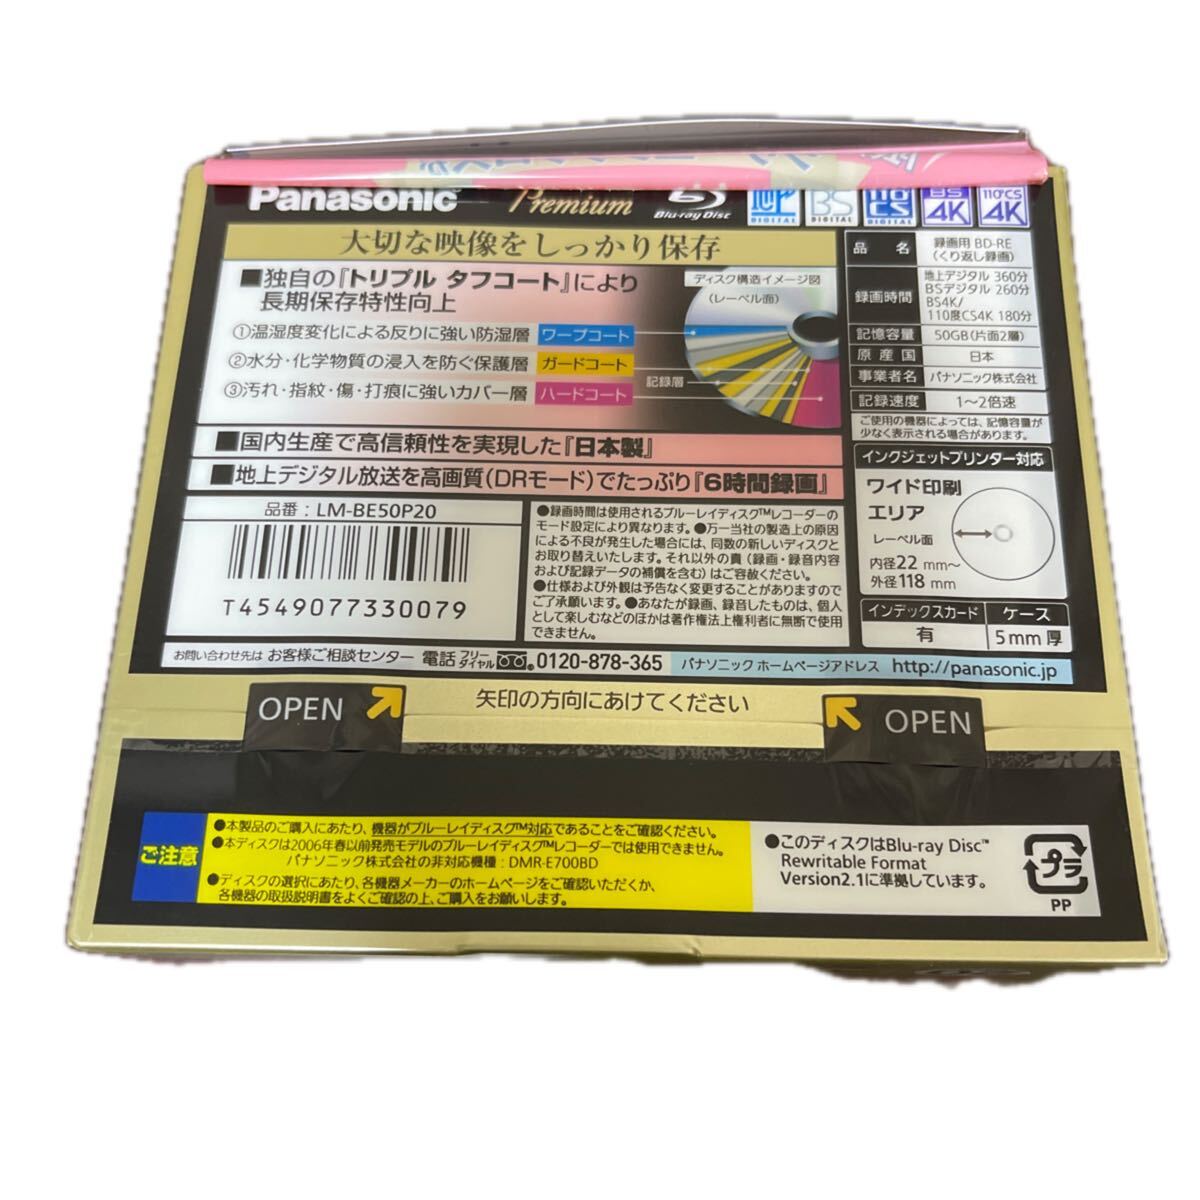 Panasonic
Premium
Blu-ray Disc
DIGITAL
BS
DIGITAL
110°
CS
DIGITAL
BS
4K
110°CS
4K
大切な映像をしっかり保存
■独自の『トリプル タフコート』により
長期保存特性向上
①温湿度変化による反りに強い防湿層 ワープコート
②水分・化学物質の浸入を防ぐ保護層 ガードコート
③汚れ・指紋・傷・打痕に強いカバー層 ハードコート
ディスク構造イメージ図
(レーベル面)
記録層
■国内生産で高信頼性を実現した『日本製』
■地上デジタル放送を高画質(DRモード)でたっぷり『6時間録画』
品名 録画用 BD-RE
(くり返し録画)
録画時間 地上デジタル 360分
BSデジタル 260分
BS4K/
110度CS4K 180分
記憶容量 50GB(片面2層)
原産国 日本
事業者名 パナソニック株式会社
記録速度 1〜2倍速
ご使用の機器によっては、記憶容量が
少なく表示される場合があります。
インクジェットプリンター対応
ワイド印刷
エリア
レーベル面
内径22 mm〜
外径118 mm
インデックスカード
有
ケース
5mm厚
品番 : LM-BE50P20
T4549077330079
●録画時間は使用されるブルーレイディスク™レコーダーの
モード設定により異なります。●万一当社の製造上の原因
による不良が発生した場合には、同数の新しいディスクと
お取り替えいたします。それ以外の責(録画・録音内容
および記録データの補償を含む)はご容赦ください。
●仕様および外観は予告なく変更することがありますので
ご了承願います。●あなたが録画、録音したものは、個人
として楽しむなどのほかは著作権法上権利者に無断で使用
できません。
お問い合わせ先は お客様ご相談センター 電話 フリーダイヤル 0120-878-365
パナソニック ホームページアドレス http://panasonic.jp
OPEN
矢印の方向にあけてください
OPEN
ご注意
●本製品のご購入にあたり、機器がブルーレイディスク™対応であることをご確認ください。
●本ディスクは2006年春以前発売モデルのブルーレイディスク™レコーダーでは使用できません。
パナソニック株式会社の非対応機種 : DMR-E700BD
●ディスクの選択にあたり、各機器メーカーのホームページをご確認いただくか、
各機器の取扱説明書をよくご確認の上、ご購入をお願いします。
●このディスクはBlu-ray Disc™
Rewritable Format
Version2.1に準拠しています。
プラ
PP